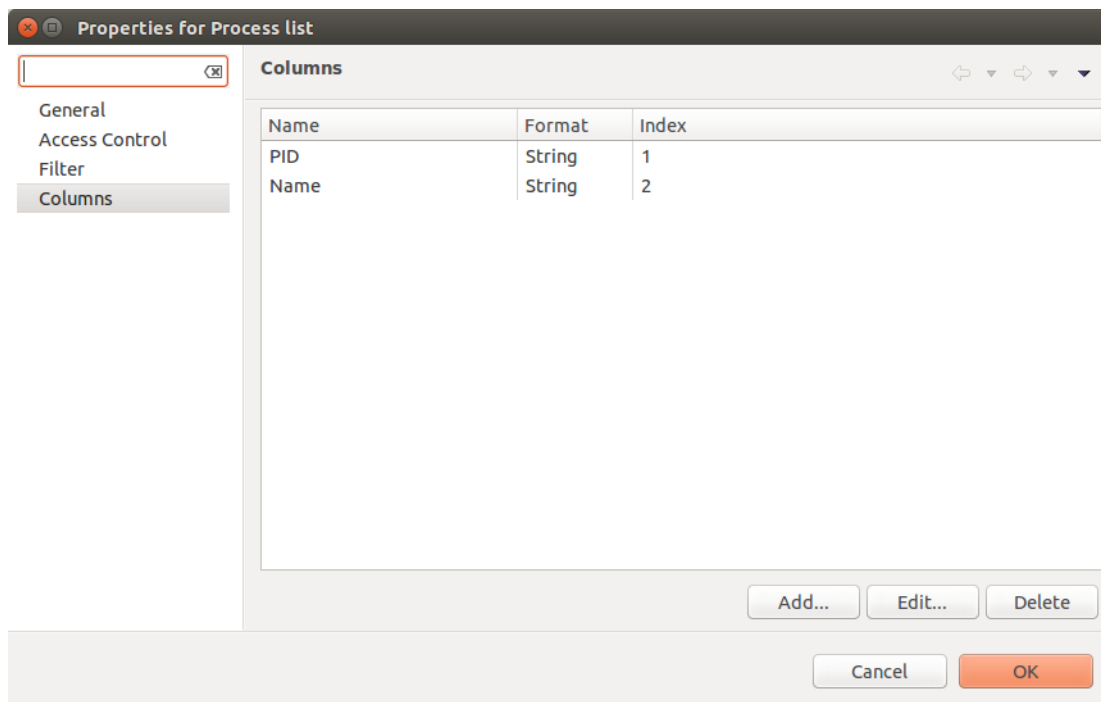 Properties for Process list
Columns
General
Access Control
Filter
Columns
Name Format Index
PID String 1
Name String 2
Add... Edit... Delete
Cancel OK